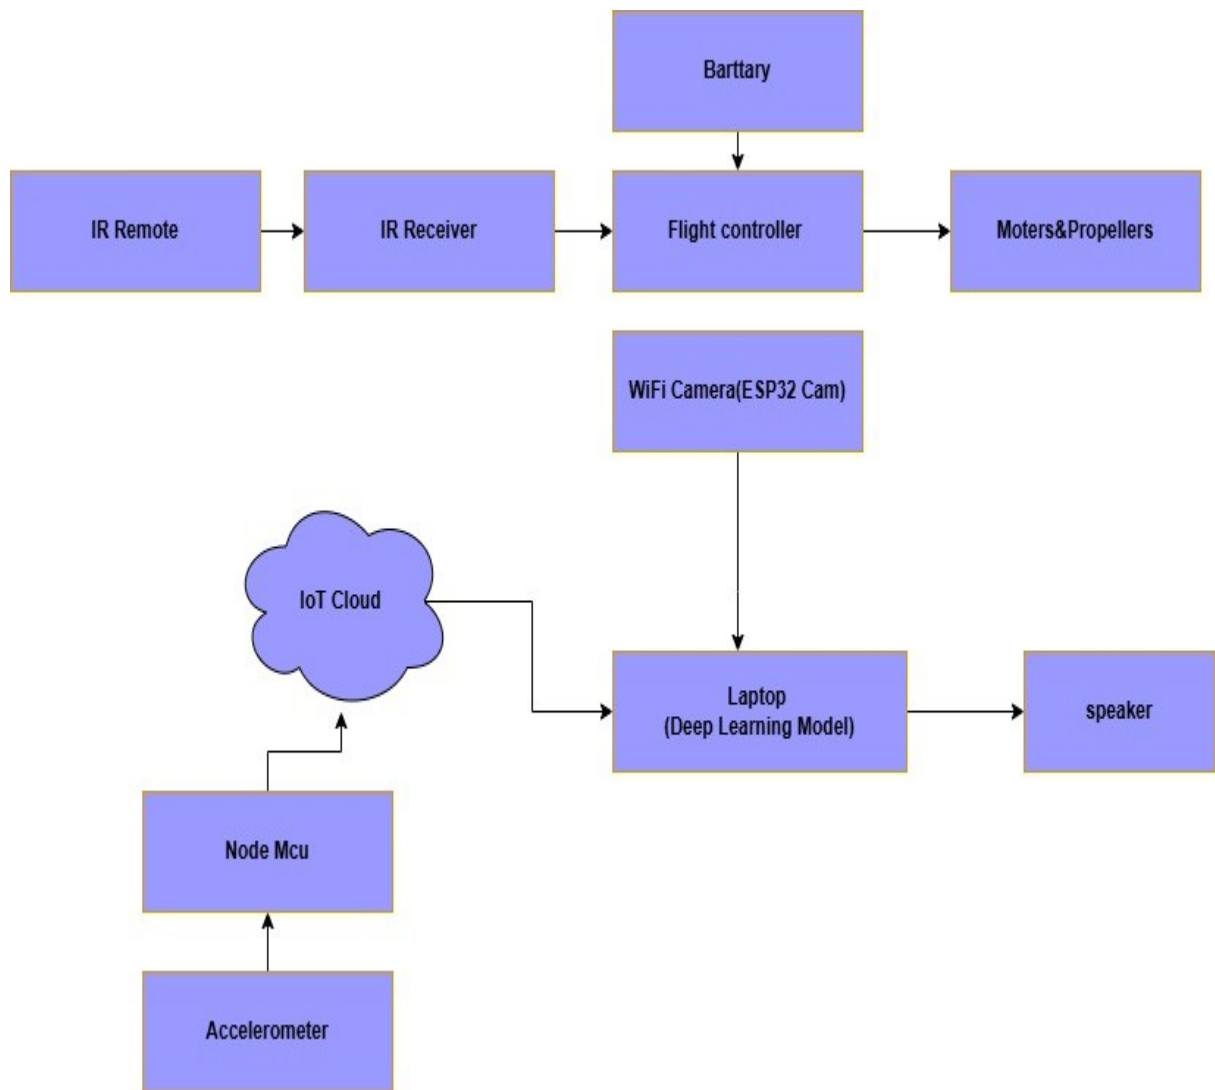 Barttary
IR Remote
IR Receiver
Flight controller
Moters&Propellers
WiFi Camera(ESP32 Cam)
IoT Cloud
Laptop
(Deep Learning Model)
speaker
Node Mcu
Accelerometer